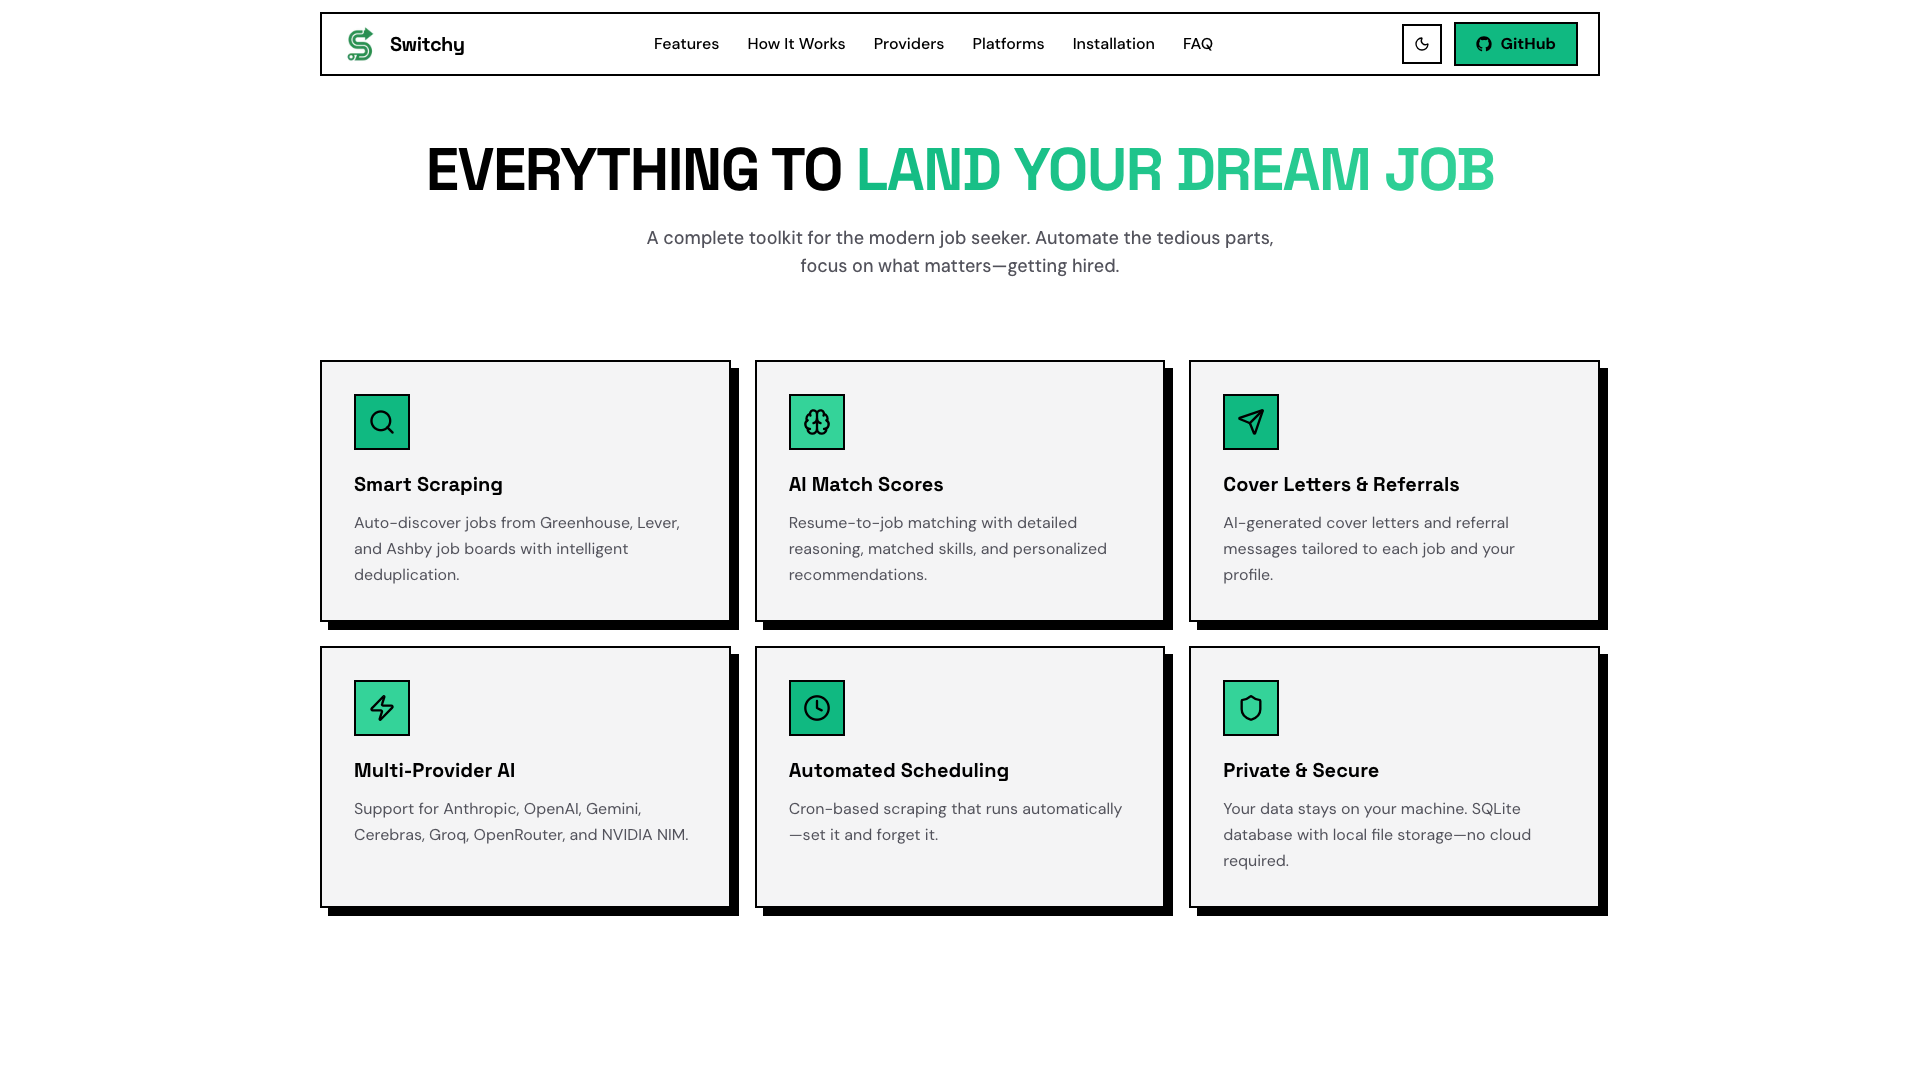 Switchy
Features
How It Works
Providers
Platforms
Installation
FAQ
GitHub
EVERYTHING TO LAND YOUR DREAM JOB
A complete toolkit for the modern job seeker. Automate the tedious parts,
focus on what matters—getting hired.
Smart Scraping
Auto-discover jobs from Greenhouse, Lever,
and Ashby job boards with intelligent
deduplication.
AI Match Scores
Resume-to-job matching with detailed
reasoning, matched skills, and personalized
recommendations.
Cover Letters & Referrals
AI-generated cover letters and referral
messages tailored to each job and your
profile.
Multi-Provider AI
Support for Anthropic, OpenAI, Gemini,
Cerebras, Groq, OpenRouter, and NVIDIA NIM.
Automated Scheduling
Cron-based scraping that runs automatically
—set it and forget it.
Private & Secure
Your data stays on your machine. SQLite
database with local file storage—no cloud
required.